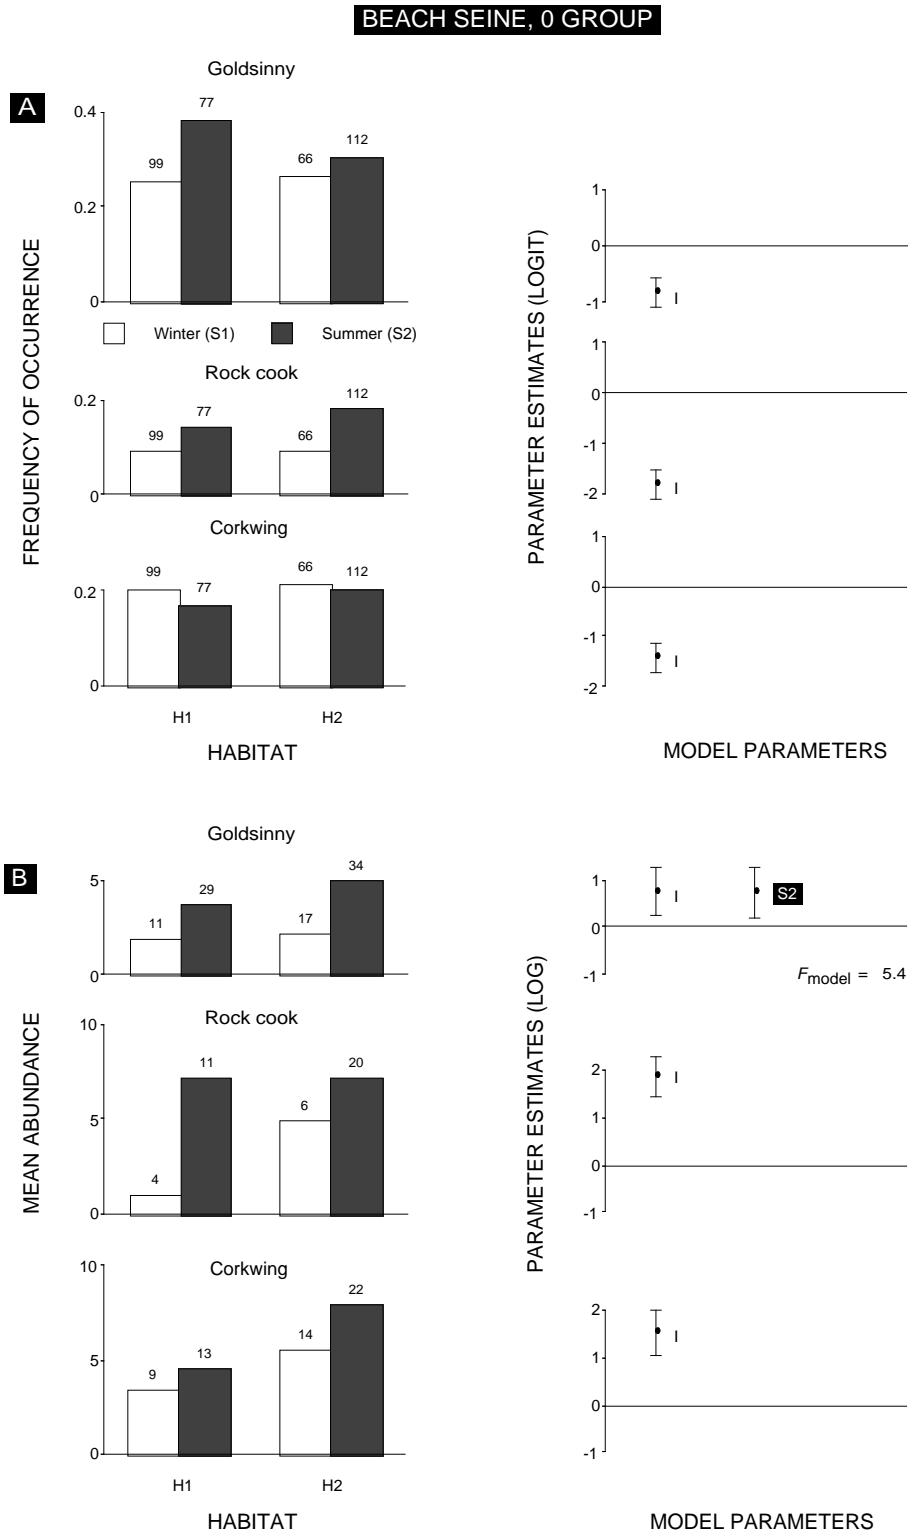 BEACH SEINE, 0 GROUP
A
Goldsinny
FREQUENCY OF OCCURRENCE
0.4
0.2
0
99
77
66
112
Winter (S1)
Summer (S2)
Rock cook
0.2
0
99
77
66
112
Corkwing
0.2
0
99
77
66
112
H1
H2
HABITAT
PARAMETER ESTIMATES (LOGIT)
1
0
-1
I
1
0
-1
-2
I
1
0
-1
-2
I
MODEL PARAMETERS
B
Goldsinny
MEAN ABUNDANCE
5
0
11
29
17
34
Rock cook
10
5
0
4
11
6
20
Corkwing
10
5
0
9
13
14
22
H1
H2
HABITAT
PARAMETER ESTIMATES (LOG)
1
0
-1
I
S2
Fmodel = 5.4
2
1
0
-1
I
2
1
0
-1
I
MODEL PARAMETERS